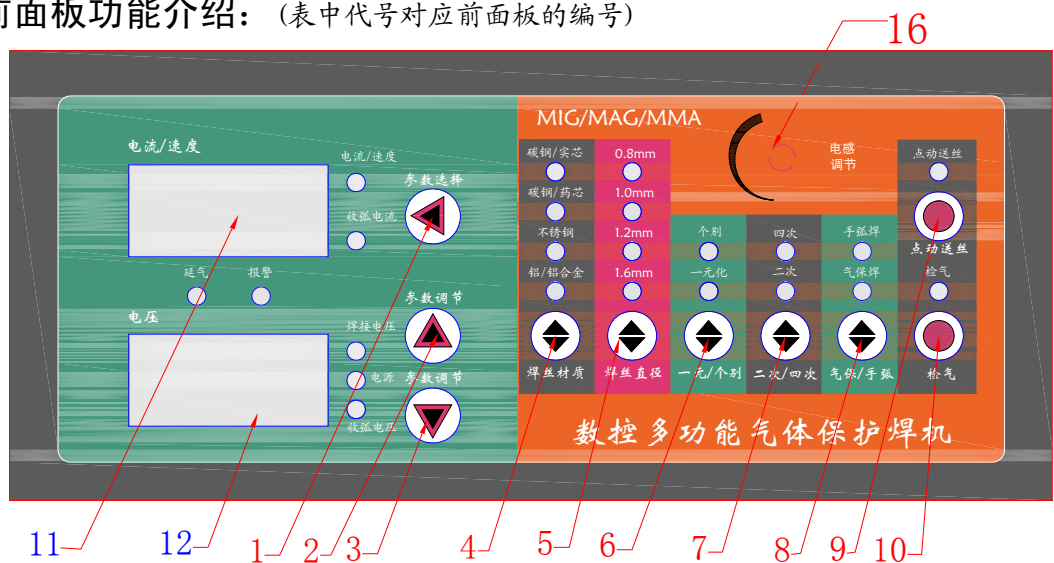 前面板功能介绍：(表中代号对应前面板的编号)
16
MIG/MAG/MMA
电流/速度
电流/速度
参数选择
收弧电流
延气
报警
参数调节
电压
焊接电压
电源
参数调节
收弧电压
碳钢/实芯
碳钢/药芯
不锈钢
铝/铝合金
焊丝材质
0.8mm
1.0mm
1.2mm
1.6mm
焊丝直径
个别
一元化
一元/个别
四次
二次
二次/四次
手弧焊
气保焊
气保/手弧
电感
调节
点动送丝
点动送丝
检气
检气
数控多功能气体保护焊机
11
12
1
2
3
4
5
6
7
8
9
10